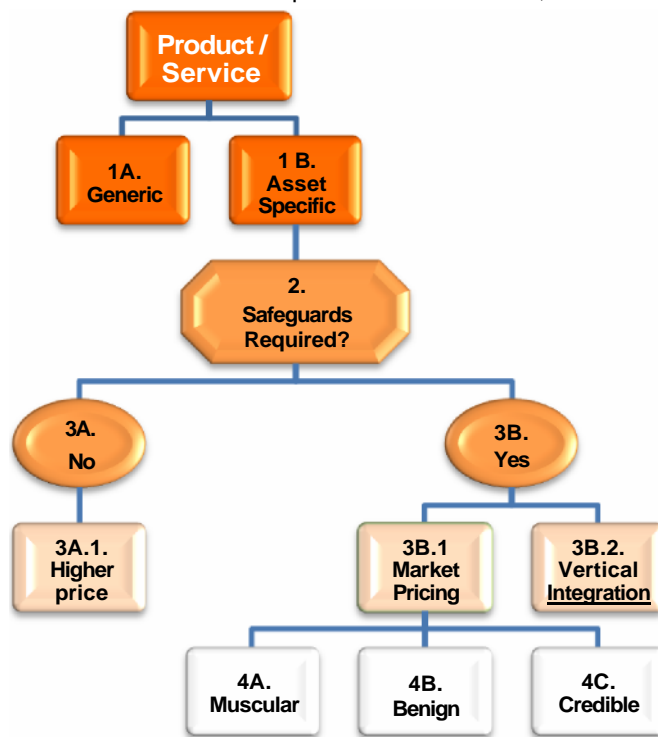 Product /
Service
1A.
Generic
1 B.
Asset
Specific
2.
Safeguards
Required?
3A.
No
3B.
Yes
3A.1.
Higher
price
3B.1
Market
Pricing
3B.2.
Vertical
Integration
4A.
Muscular
4B.
Benign
4C.
Credible